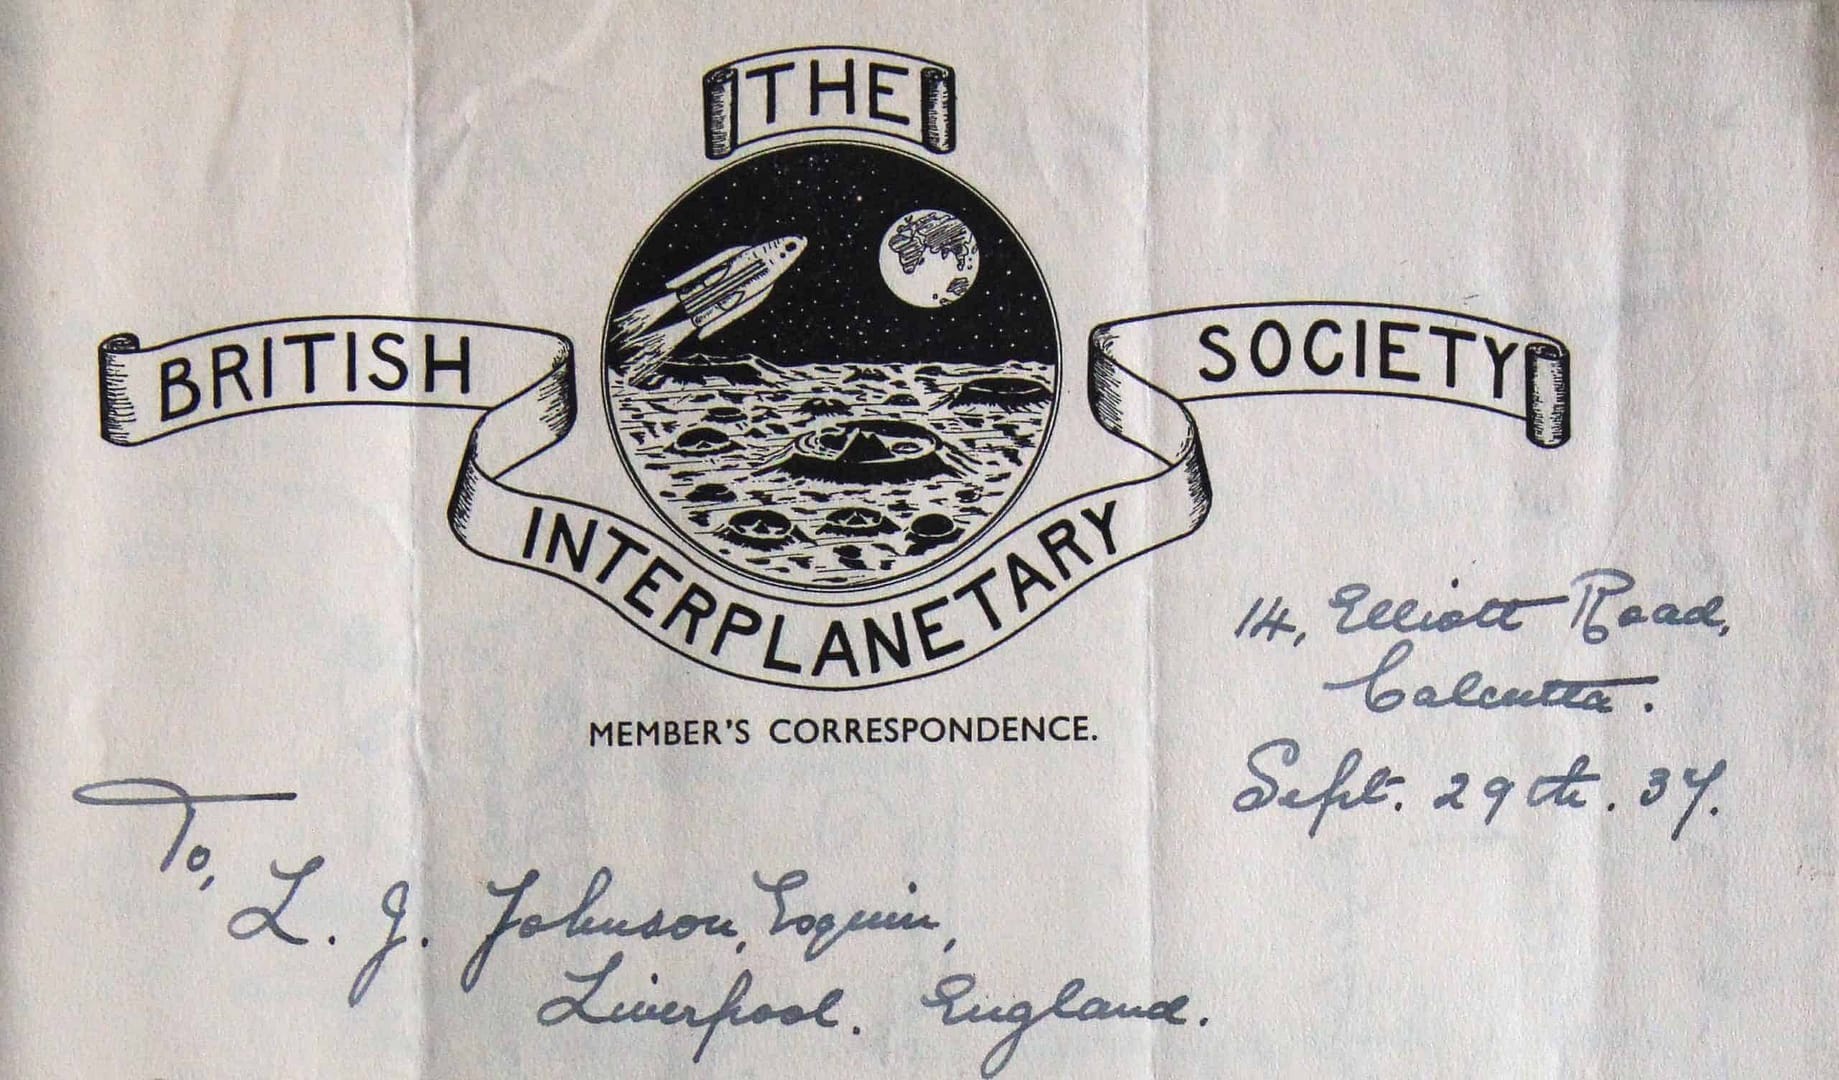 THE
BRITISH
INTERPLANETARY
SOCIETY
MEMBER'S CORRESPONDENCE.
14, Elliott Road,
Calcutta.
Sept. 29th. 37.
To,
L. J. Johnson, Esquire,
Liverpool. England.